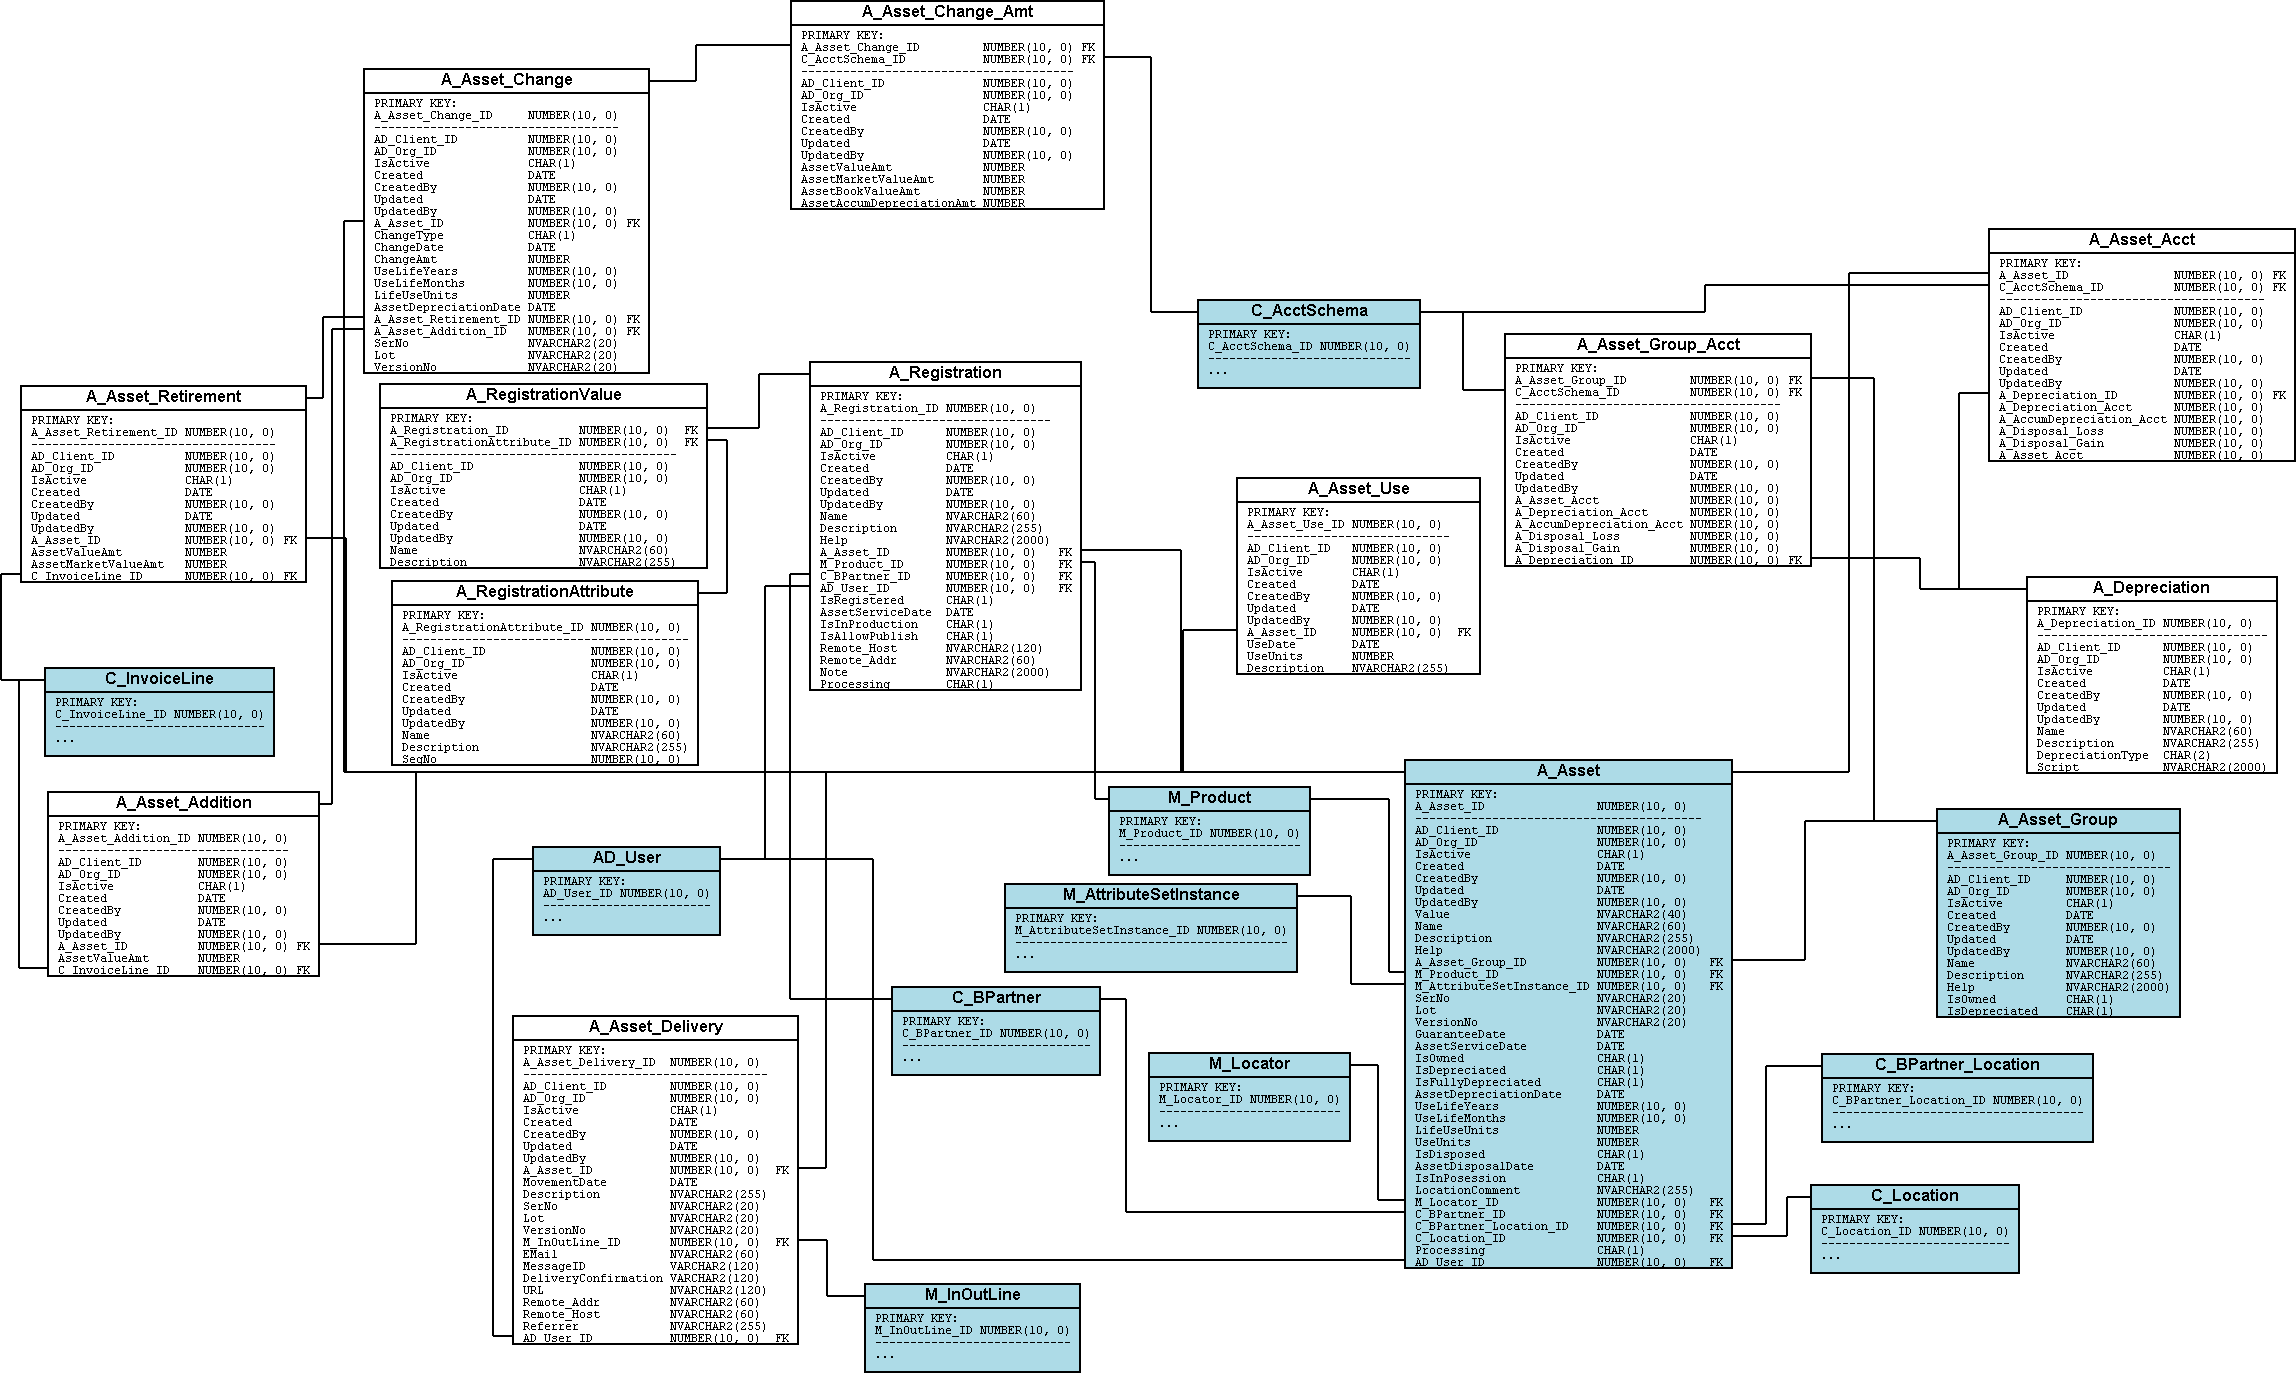 A_Asset_Change_Amt
PRIMARY KEY:
A_Asset_Change_ID NUMBER(10, 0) FK
C_AcctSchema_ID NUMBER(10, 0) FK
AD_Client_ID NUMBER(10, 0)
AD_Org_ID NUMBER(10, 0)
IsActive CHAR(1)
Created DATE
CreatedBy NUMBER(10, 0)
Updated DATE
UpdatedBy NUMBER(10, 0)
AssetValueAmt NUMBER
AssetMarketValueAmt NUMBER
AssetBookValueAmt NUMBER
AssetAccumDepreciationAmt NUMBER
A_Asset_Change
PRIMARY KEY:
A_Asset_Change_ID NUMBER(10, 0)
AD_Client_ID NUMBER(10, 0)
AD_Org_ID NUMBER(10, 0)
IsActive CHAR(1)
Created DATE
CreatedBy NUMBER(10, 0)
Updated DATE
UpdatedBy NUMBER(10, 0)
A_Asset_ID NUMBER(10, 0) FK
ChangeType CHAR(1)
ChangeDate DATE
ChangeAmt NUMBER
UseLifeYears NUMBER(10, 0)
UseLifeMonths NUMBER(10, 0)
LifeUseUnits NUMBER
AssetDepreciationDate DATE
A_Asset_Retirement_ID NUMBER(10, 0) FK
A_Asset_Addition_ID NUMBER(10, 0) FK
SerNo NVARCHAR2(20)
Lot NVARCHAR2(20)
VersionNo NVARCHAR2(20)
A_Asset_Acct
PRIMARY KEY:
A_Asset_ID NUMBER(10, 0) FK
C_AcctSchema_ID NUMBER(10, 0) FK
AD_Client_ID NUMBER(10, 0)
AD_Org_ID NUMBER(10, 0)
IsActive CHAR(1)
Created DATE
CreatedBy NUMBER(10, 0)
Updated DATE
UpdatedBy NUMBER(10, 0)
A_Depreciation_ID NUMBER(10, 0) FK
A_Depreciation_Acct NUMBER(10, 0)
A_AccumDepreciation_Acct NUMBER(10, 0)
A_Disposal_Loss NUMBER(10, 0)
A_Disposal_Gain NUMBER(10, 0)
A_Asset_Acct NUMBER(10, 0)
C_AcctSchema
PRIMARY KEY:
C_AcctSchema_ID NUMBER(10, 0)
...
A_Asset_Group_Acct
PRIMARY KEY:
A_Asset_Group_ID NUMBER(10, 0) FK
C_AcctSchema_ID NUMBER(10, 0) FK
AD_Client_ID NUMBER(10, 0)
AD_Org_ID NUMBER(10, 0)
IsActive CHAR(1)
Created DATE
CreatedBy NUMBER(10, 0)
Updated DATE
UpdatedBy NUMBER(10, 0)
A_Asset_Acct NUMBER(10, 0)
A_Depreciation_Acct NUMBER(10, 0)
A_AccumDepreciation_Acct NUMBER(10, 0)
A_Disposal_Loss NUMBER(10, 0)
A_Disposal_Gain NUMBER(10, 0)
A_Depreciation_ID NUMBER(10, 0) FK
A_Registration
PRIMARY KEY:
A_Registration_ID NUMBER(10, 0)
AD_Client_ID NUMBER(10, 0)
AD_Org_ID NUMBER(10, 0)
IsActive CHAR(1)
Created DATE
CreatedBy NUMBER(10, 0)
Updated DATE
UpdatedBy NUMBER(10, 0)
Name NVARCHAR2(60)
Description NVARCHAR2(255)
Help NVARCHAR2(2000)
A_Asset_ID NUMBER(10, 0) FK
M_Product_ID NUMBER(10, 0) FK
C_BPartner_ID NUMBER(10, 0) FK
AD_User_ID NUMBER(10, 0) FK
IsRegistered CHAR(1)
AssetServiceDate DATE
IsInProduction CHAR(1)
IsAllowPublish CHAR(1)
Remote_Host NVARCHAR2(120)
Remote_Addr NVARCHAR2(60)
Note NVARCHAR2(2000)
Processing CHAR(1)
A_Asset_Retirement
PRIMARY KEY:
A_Asset_Retirement_ID NUMBER(10, 0)
AD_Client_ID NUMBER(10, 0)
AD_Org_ID NUMBER(10, 0)
IsActive CHAR(1)
Created DATE
CreatedBy NUMBER(10, 0)
Updated DATE
UpdatedBy NUMBER(10, 0)
A_Asset_ID NUMBER(10, 0) FK
AssetValueAmt NUMBER
AssetMarketValueAmt NUMBER
C_InvoiceLine_ID NUMBER(10, 0) FK
A_RegistrationValue
PRIMARY KEY:
A_Registration_ID NUMBER(10, 0) FK
A_RegistrationAttribute_ID NUMBER(10, 0) FK
AD_Client_ID NUMBER(10, 0)
AD_Org_ID NUMBER(10, 0)
IsActive CHAR(1)
Created DATE
CreatedBy NUMBER(10, 0)
Updated DATE
UpdatedBy NUMBER(10, 0)
Name NVARCHAR2(60)
Description NVARCHAR2(255)
A_Asset_Use
PRIMARY KEY:
A_Asset_Use_ID NUMBER(10, 0)
AD_Client_ID NUMBER(10, 0)
AD_Org_ID NUMBER(10, 0)
IsActive CHAR(1)
Created DATE
CreatedBy NUMBER(10, 0)
Updated DATE
UpdatedBy NUMBER(10, 0)
A_Asset_ID NUMBER(10, 0) FK
UseDate DATE
UseUnits NUMBER
Description NVARCHAR2(255)
A_RegistrationAttribute
PRIMARY KEY:
A_RegistrationAttribute_ID NUMBER(10, 0)
AD_Client_ID NUMBER(10, 0)
AD_Org_ID NUMBER(10, 0)
IsActive CHAR(1)
Created DATE
CreatedBy NUMBER(10, 0)
Updated DATE
UpdatedBy NUMBER(10, 0)
Name NVARCHAR2(60)
Description NVARCHAR2(255)
SeqNo NUMBER(10, 0)
A_Depreciation
PRIMARY KEY:
A_Depreciation_ID NUMBER(10, 0)
AD_Client_ID NUMBER(10, 0)
AD_Org_ID NUMBER(10, 0)
IsActive CHAR(1)
Created DATE
CreatedBy NUMBER(10, 0)
Updated DATE
UpdatedBy NUMBER(10, 0)
Name NVARCHAR2(60)
Description NVARCHAR2(255)
DepreciationType CHAR(2)
Script NVARCHAR2(2000)
C_InvoiceLine
PRIMARY KEY:
C_InvoiceLine_ID NUMBER(10, 0)
...
A_Asset_Addition
PRIMARY KEY:
A_Asset_Addition_ID NUMBER(10, 0)
AD_Client_ID NUMBER(10, 0)
AD_Org_ID NUMBER(10, 0)
IsActive CHAR(1)
Created DATE
CreatedBy NUMBER(10, 0)
Updated DATE
UpdatedBy NUMBER(10, 0)
A_Asset_ID NUMBER(10, 0) FK
AssetValueAmt NUMBER
C_InvoiceLine_ID NUMBER(10, 0) FK
AD_User
PRIMARY KEY:
AD_User_ID NUMBER(10, 0)
...
M_Product
PRIMARY KEY:
M_Product_ID NUMBER(10, 0)
...
M_AttributeSetInstance
PRIMARY KEY:
M_AttributeSetInstance_ID NUMBER(10, 0)
...
C_BPartner
PRIMARY KEY:
C_BPartner_ID NUMBER(10, 0)
...
M_Locator
PRIMARY KEY:
M_Locator_ID NUMBER(10, 0)
...
A_Asset
PRIMARY KEY:
A_Asset_ID NUMBER(10, 0)
AD_Client_ID NUMBER(10, 0)
AD_Org_ID NUMBER(10, 0)
IsActive CHAR(1)
Created DATE
CreatedBy NUMBER(10, 0)
Updated DATE
UpdatedBy NUMBER(10, 0)
Value NVARCHAR2(40)
Name NVARCHAR2(60)
Description NVARCHAR2(255)
Help NVARCHAR2(2000)
A_Asset_Group_ID NUMBER(10, 0) FK
M_Product_ID NUMBER(10, 0) FK
M_AttributeSetInstance_ID NUMBER(10, 0) FK
SerNo NVARCHAR2(20)
Lot NVARCHAR2(20)
VersionNo NVARCHAR2(20)
GuaranteeDate DATE
AssetServiceDate DATE
IsOwned CHAR(1)
IsDepreciated CHAR(1)
IsFullyDepreciated CHAR(1)
AssetDepreciationDate DATE
UseLifeYears NUMBER(10, 0)
UseLifeMonths NUMBER(10, 0)
LifeUseUnits NUMBER
UseUnits NUMBER
IsDisposed CHAR(1)
AssetDisposalDate DATE
IsInPosession CHAR(1)
LocationComment NVARCHAR2(255)
M_Locator_ID NUMBER(10, 0) FK
C_BPartner_ID NUMBER(10, 0) FK
C_BPartner_Location_ID NUMBER(10, 0) FK
C_Location_ID NUMBER(10, 0) FK
Processing CHAR(1)
AD_User_ID NUMBER(10, 0) FK
A_Asset_Group
PRIMARY KEY:
A_Asset_Group_ID NUMBER(10, 0)
AD_Client_ID NUMBER(10, 0)
AD_Org_ID NUMBER(10, 0)
IsActive CHAR(1)
Created DATE
CreatedBy NUMBER(10, 0)
Updated DATE
UpdatedBy NUMBER(10, 0)
Name NVARCHAR2(60)
Description NVARCHAR2(255)
Help NVARCHAR2(2000)
IsOwned CHAR(1)
IsDepreciated CHAR(1)
A_Asset_Delivery
PRIMARY KEY:
A_Asset_Delivery_ID NUMBER(10, 0)
AD_Client_ID NUMBER(10, 0)
AD_Org_ID NUMBER(10, 0)
IsActive CHAR(1)
Created DATE
CreatedBy NUMBER(10, 0)
Updated DATE
UpdatedBy NUMBER(10, 0)
A_Asset_ID NUMBER(10, 0) FK
MovementDate DATE
Description NVARCHAR2(255)
SerNo NVARCHAR2(20)
Lot NVARCHAR2(20)
VersionNo NVARCHAR2(20)
M_InOutLine_ID NUMBER(10, 0) FK
EMail NVARCHAR2(60)
MessageID VARCHAR2(120)
DeliveryConfirmation VARCHAR2(120)
URL NVARCHAR2(120)
Remote_Addr NVARCHAR2(60)
Remote_Host NVARCHAR2(60)
Referrer NVARCHAR2(255)
AD_User_ID NUMBER(10, 0) FK
C_BPartner_Location
PRIMARY KEY:
C_BPartner_Location_ID NUMBER(10, 0)
...
C_Location
PRIMARY KEY:
C_Location_ID NUMBER(10, 0)
...
M_InOutLine
PRIMARY KEY:
M_InOutLine_ID NUMBER(10, 0)
...